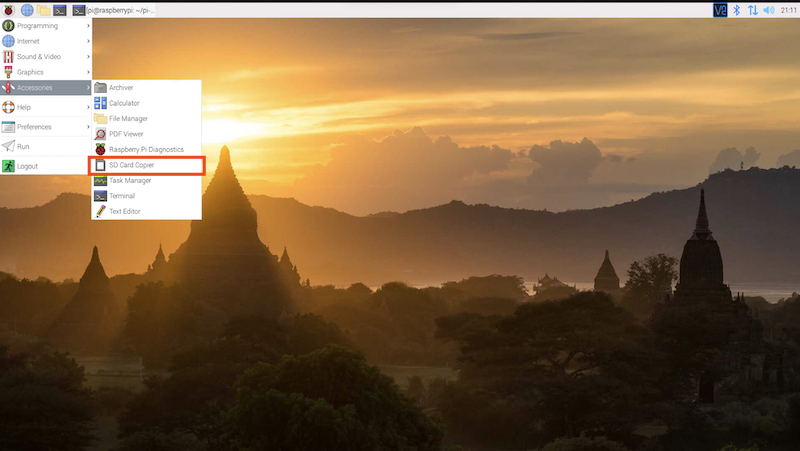 pi@raspberrypi: ~/pi-...
21:11
Programming
Internet
Sound & Video
Graphics
Accessories
Help
Preferences
Run
Logout
Archiver
Calculator
File Manager
PDF Viewer
Raspberry Pi Diagnostics
SD Card Copier
Task Manager
Terminal
Text Editor